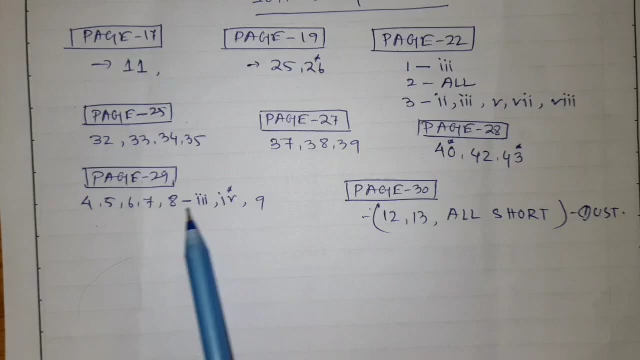 PAGE-17
→ 11,
PAGE-19
→ 25, 26*
PAGE-22
1 - iii
2 - ALL
3 - ii, iii, v, vii, viii
PAGE-25
32, 33, 34, 35
PAGE-27
37, 38, 39
PAGE-28
40*, 42, 43*
PAGE-29
4, 5, 6, 7, 8 - iii, iv*, 9
PAGE-30
- (12, 13, ALL SHORT) -